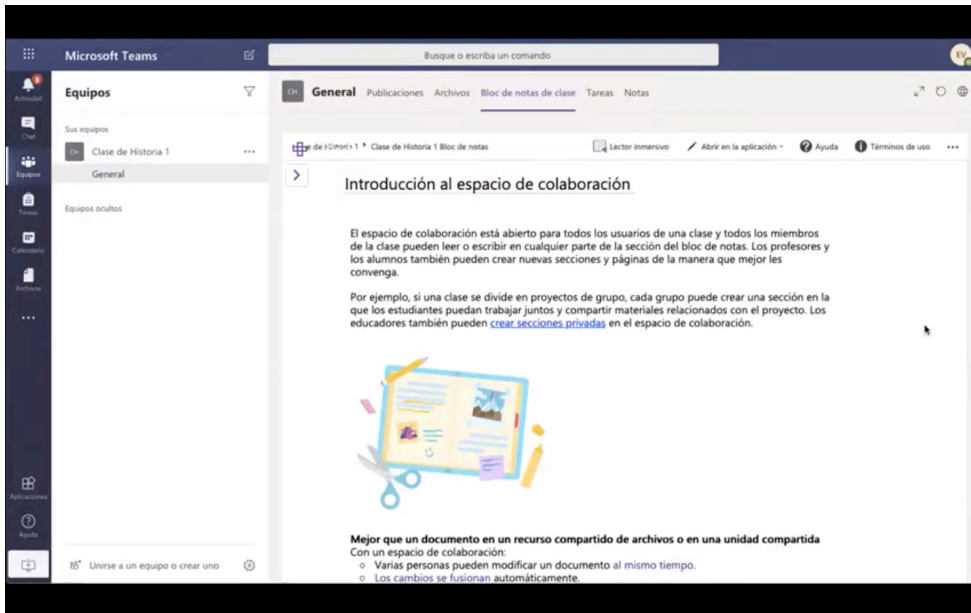 Microsoft Teams
Busque o escriba un comando
EV
Actividad
8
Chat
Equipos
Tareas
Calendario
Archivos
Aplicaciones
Ayuda
Equipos
Sus equipos
CH Clase de Historia 1
General
Equipos ocultos
Unirse a un equipo o crear uno
CH General Publicaciones Archivos Bloc de notas de clase Tareas Notas
de Historia 1 Clase de Historia 1 Bloc de notas Lector inmersivo Abrir en la aplicación Ayuda Términos de uso
Introducción al espacio de colaboración
El espacio de colaboración está abierto para todos los usuarios de una clase y todos los miembros
de la clase pueden leer o escribir en cualquier parte de la sección del bloc de notas. Los profesores y
los alumnos también pueden crear nuevas secciones y páginas de la manera que mejor les
convenga.
Por ejemplo, si una clase se divide en proyectos de grupo, cada grupo puede crear una sección en la
que los estudiantes puedan trabajar juntos y compartir materiales relacionados con el proyecto. Los
educadores también pueden crear secciones privadas en el espacio de colaboración.
Mejor que un documento en un recurso compartido de archivos o en una unidad compartida
Con un espacio de colaboración:
Varias personas pueden modificar un documento al mismo tiempo.
Los cambios se fusionan automáticamente.